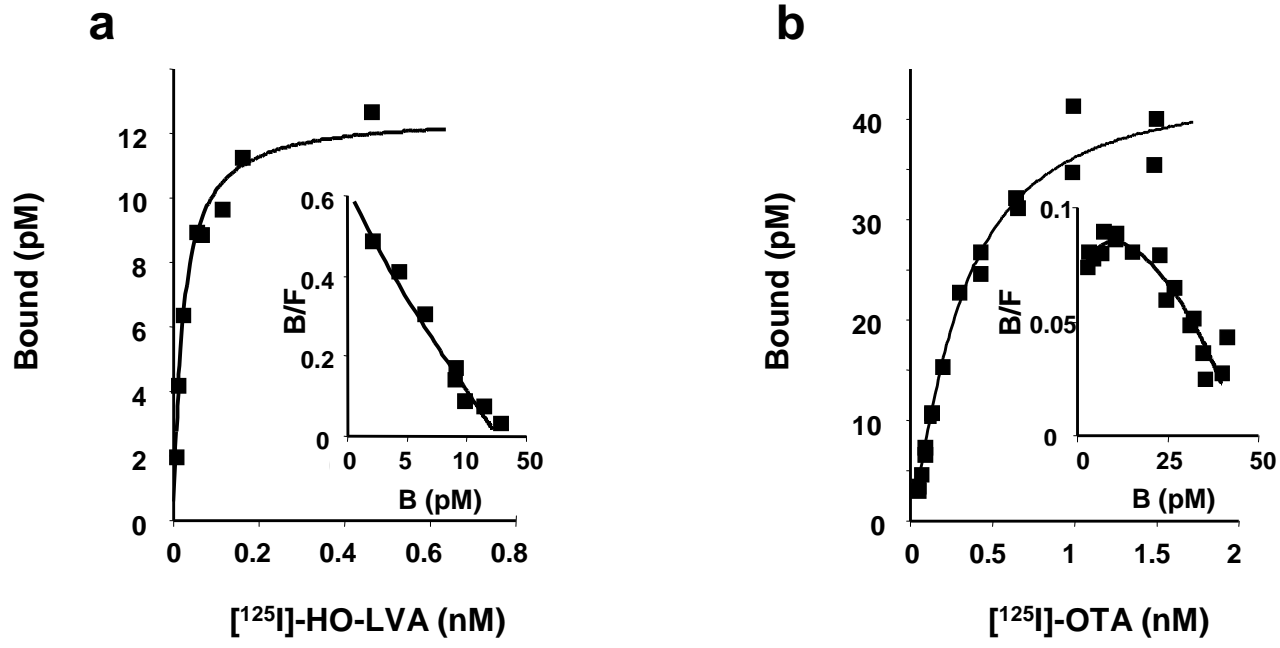 a
Bound (pM)
12
10
8
6
4
2
0
0 0.2 0.4 0.6 0.8
[¹²⁵I]-HO-LVA (nM)
B/F
0.6
0.4
0.2
0
0 5 10 50
B (pM)
b
Bound (pM)
40
30
20
10
0
0 0.5 1 1.5 2
[¹²⁵I]-OTA (nM)
B/F
0.1
0.05
0
0 25 50
B (pM)